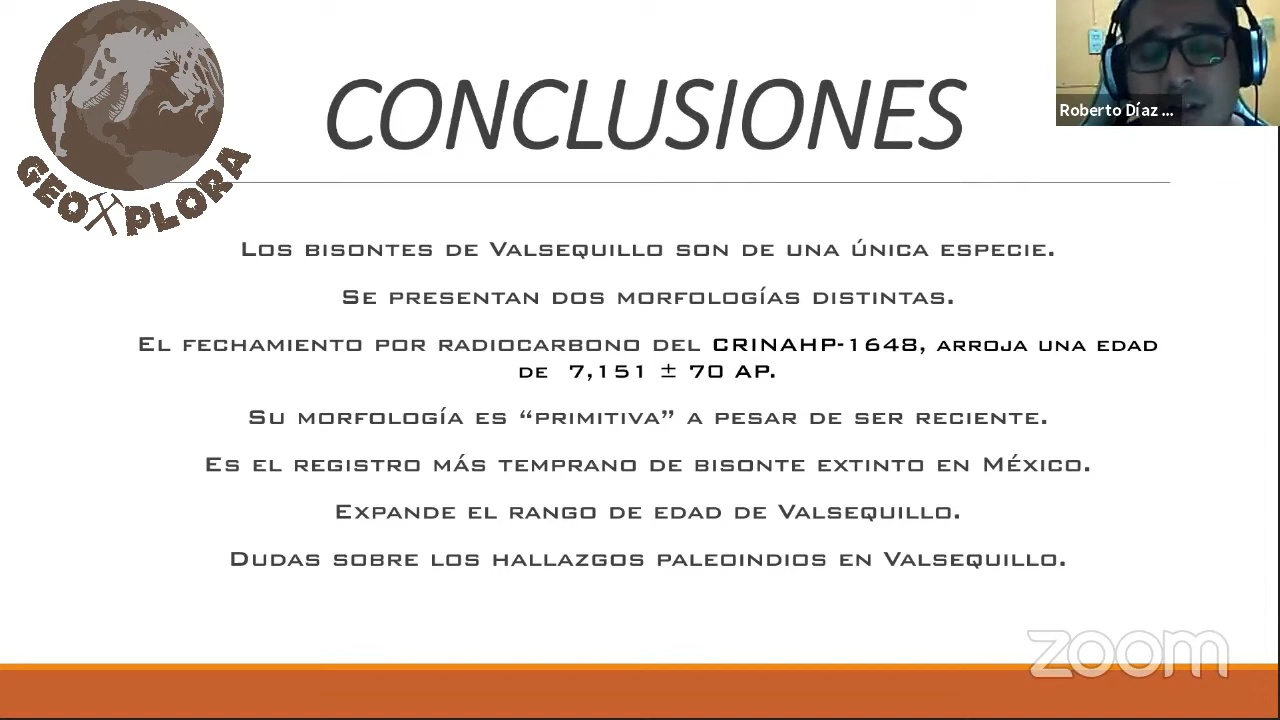 GEOXPLORA
CONCLUSIONES
Roberto Díaz ...
Los bisontes de Valsequillo son de una única especie.
Se presentan dos morfologías distintas.
El fechamiento por radiocarbono del CRINAHP-1648, arroja una edad
de 7,151 ± 70 AP.
Su morfología es “primitiva” a pesar de ser reciente.
Es el registro más temprano de bisonte extinto en México.
Expande el rango de edad de Valsequillo.
Dudas sobre los hallazgos paleoindios en Valsequillo.
zoom